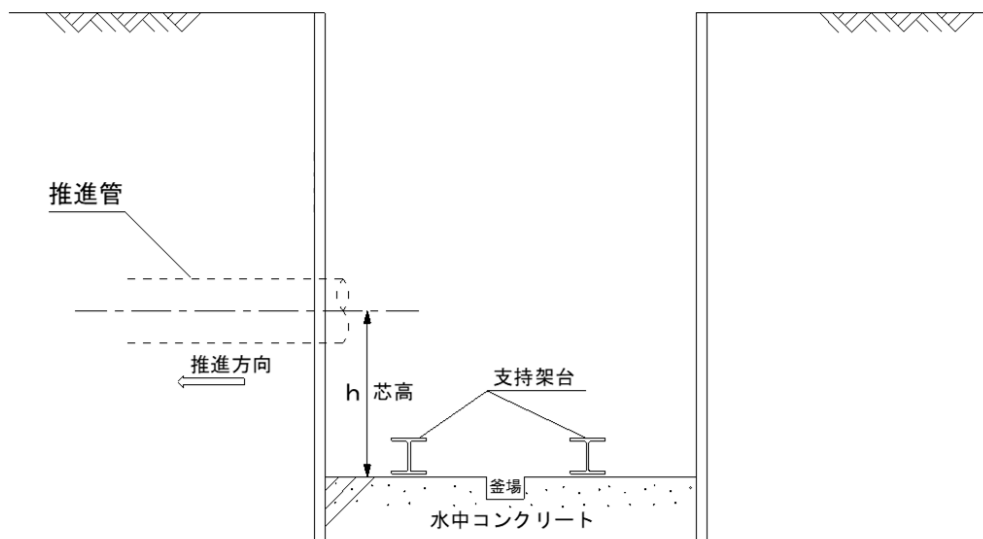 推進管
推進方向
h 芯高
支持架台
釜場
水中コンクリート